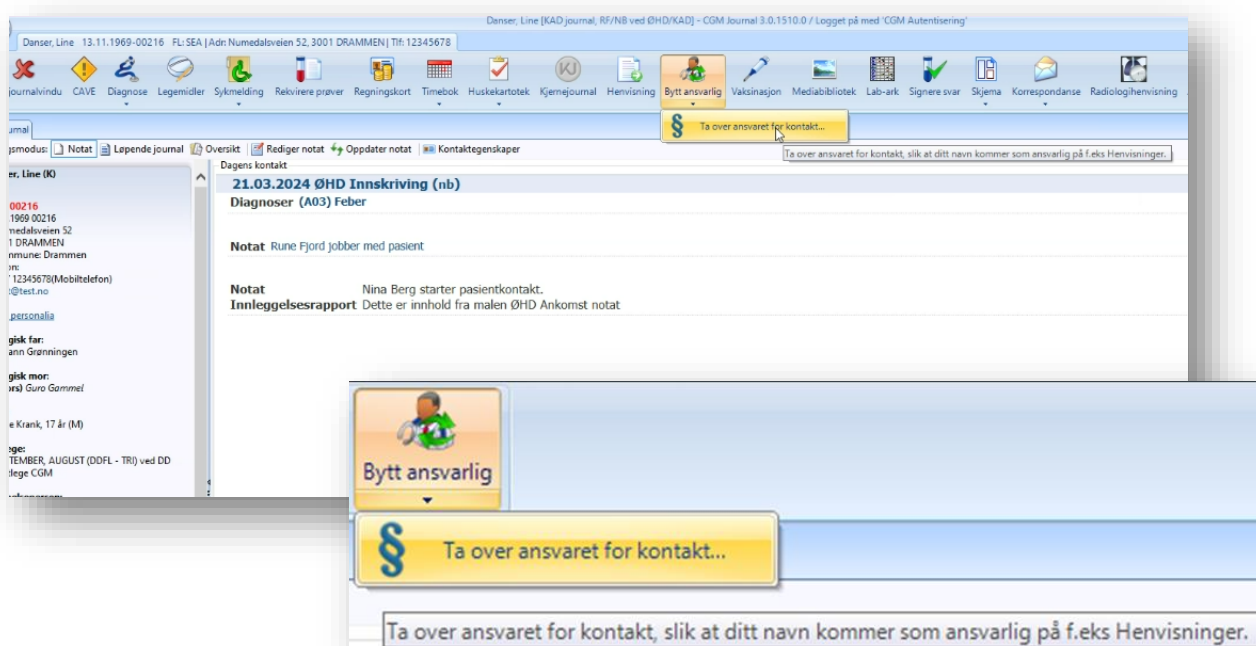 Danser, Line [KAD journal, RF/NB ved ØHD/KAD] - CGM Journal 3.0.1510.0 / Logget på med 'CGM Autentisering'
Danser, Line 13.11.1969-00216 FL: SEA | Adr: Numedalsveien 52, 3001 DRAMMEN | Tlf: 12345678
journalvindu CAVE Diagnose Legemidler Sykmelding Rekvirere prøver Regningskort Timebok Huskekartotek Kjernejournal Henvisning Bytt ansvarlig Vaksinasjon Mediabibliotek Lab-ark Signere svar Skjema Korrespondanse Radiologihenvisning
§ Ta over ansvaret for kontakt...
urnal
gsmodus: Notat Løpende journal Oversikt Rediger notat Oppdater notat Kontaktegenskaper
Ta over ansvaret for kontakt, slik at ditt navn kommer som ansvarlig på f.eks Henvisninger.
er, Line (K)
00216
1969 00216
medalsveien 52
1 DRAMMEN
mmune: Drammen
on:
12345678(Mobiltelefon)
@test.no
personalia
gisk far:
ann Grønningen
gisk mor:
ors) Guro Gammel
e Krank, 17 år (M)
ege:
TEMBER, AUGUST (DDFL - TRI) ved DD
lege CGM
Dagens kontakt
21.03.2024 ØHD Innskriving (nb)
Diagnoser (A03) Feber
Notat Rune Fjord jobber med pasient
Notat Nina Berg starter pasientkontakt.
Innleggelsesrapport Dette er innhold fra malen ØHD Ankomst notat
Bytt ansvarlig
§ Ta over ansvaret for kontakt...
Ta over ansvaret for kontakt, slik at ditt navn kommer som ansvarlig på f.eks Henvisninger.